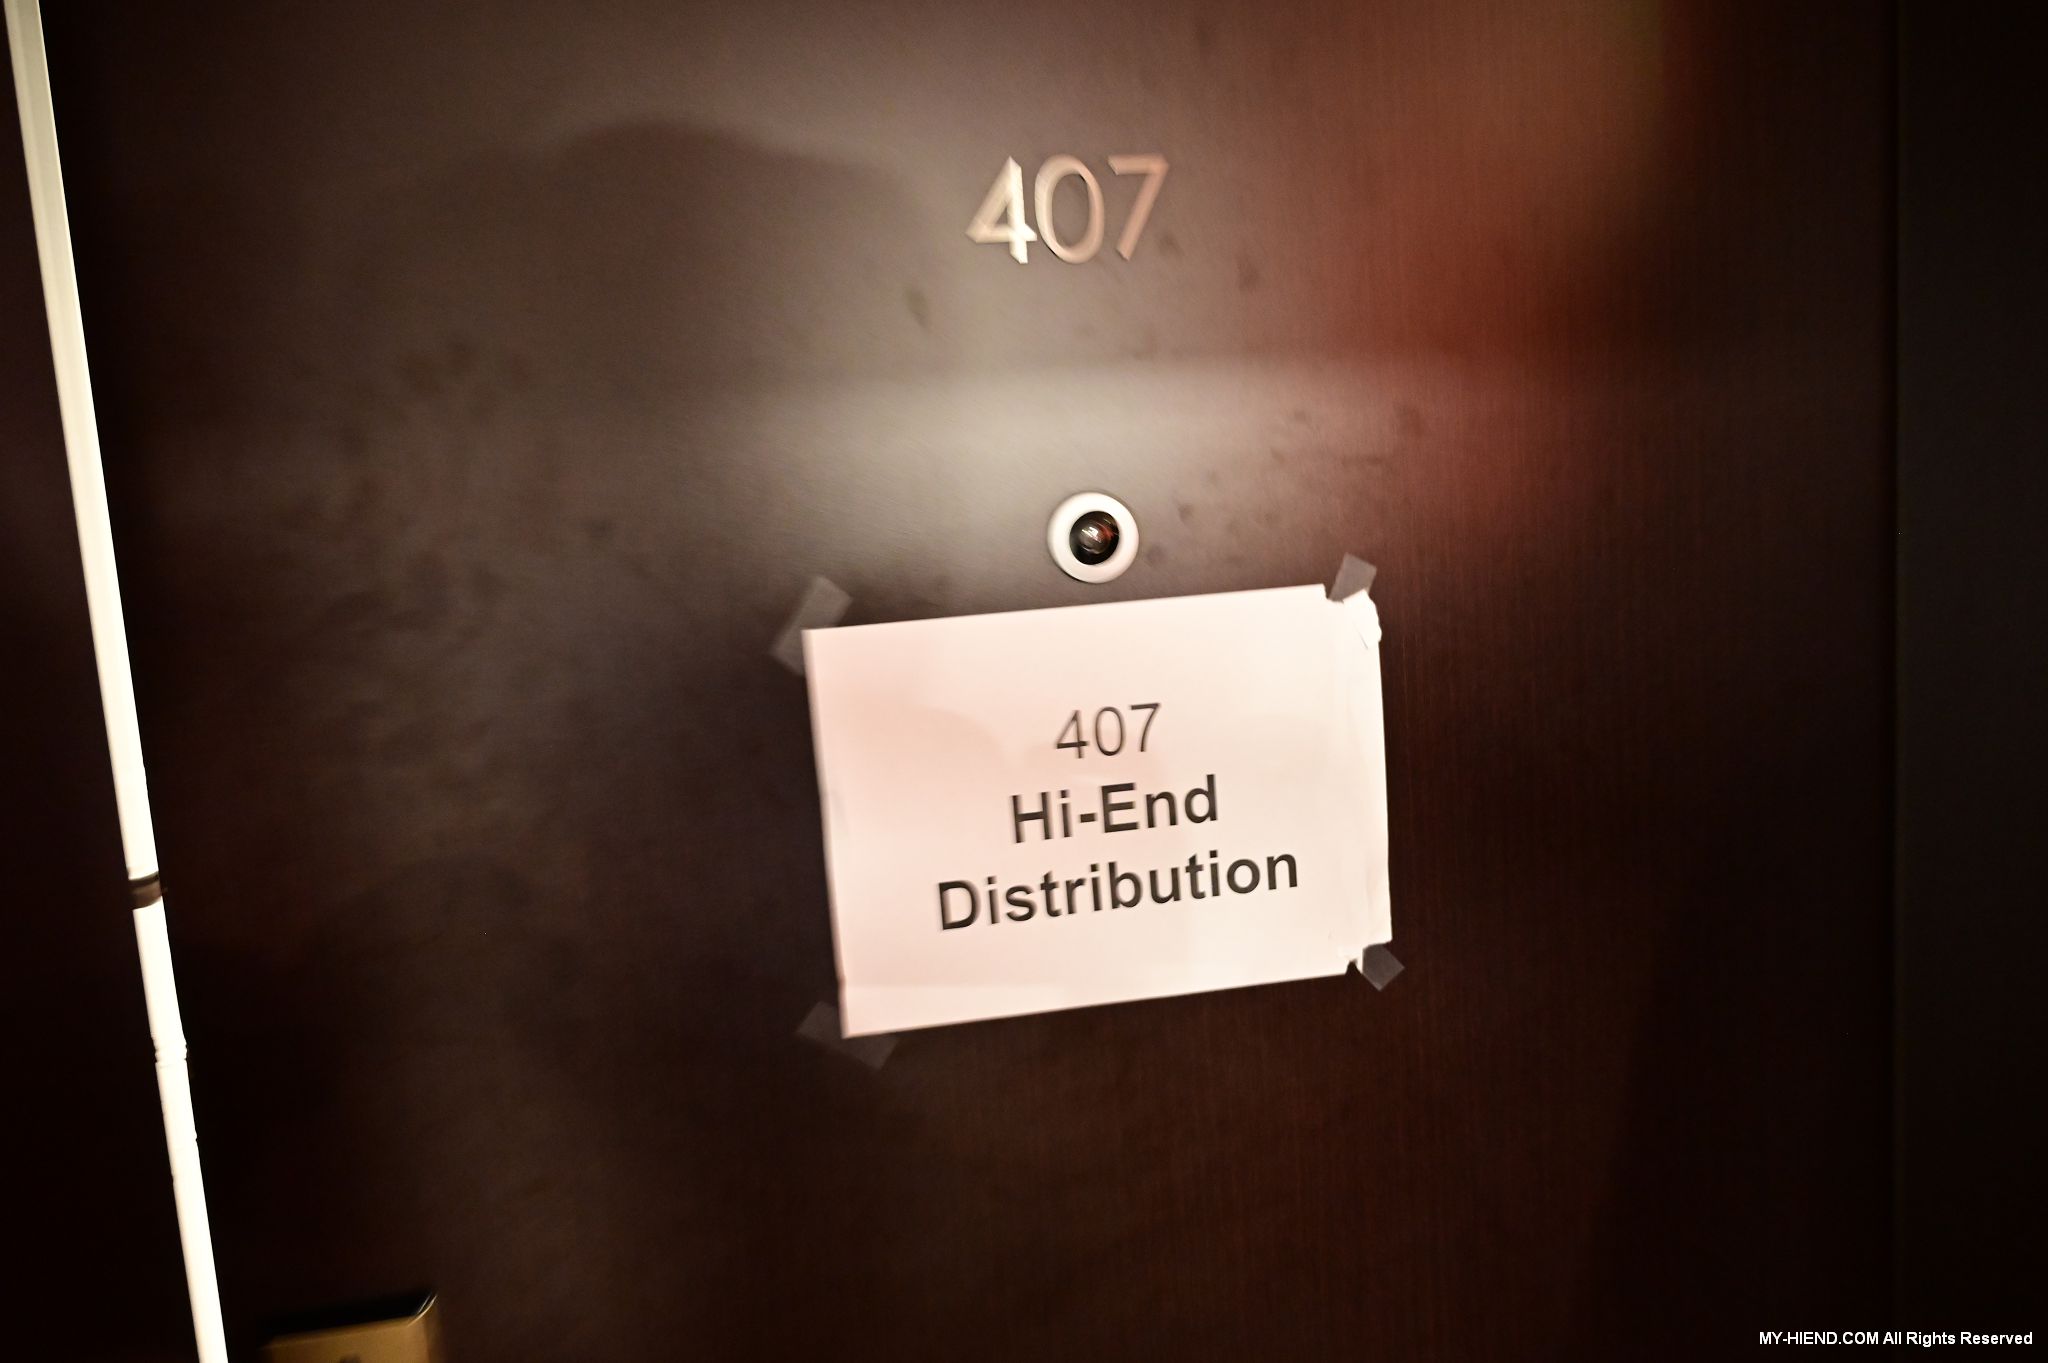 407
407
Hi-End
Distribution
MY-HIEND.COM All Rights Reserved